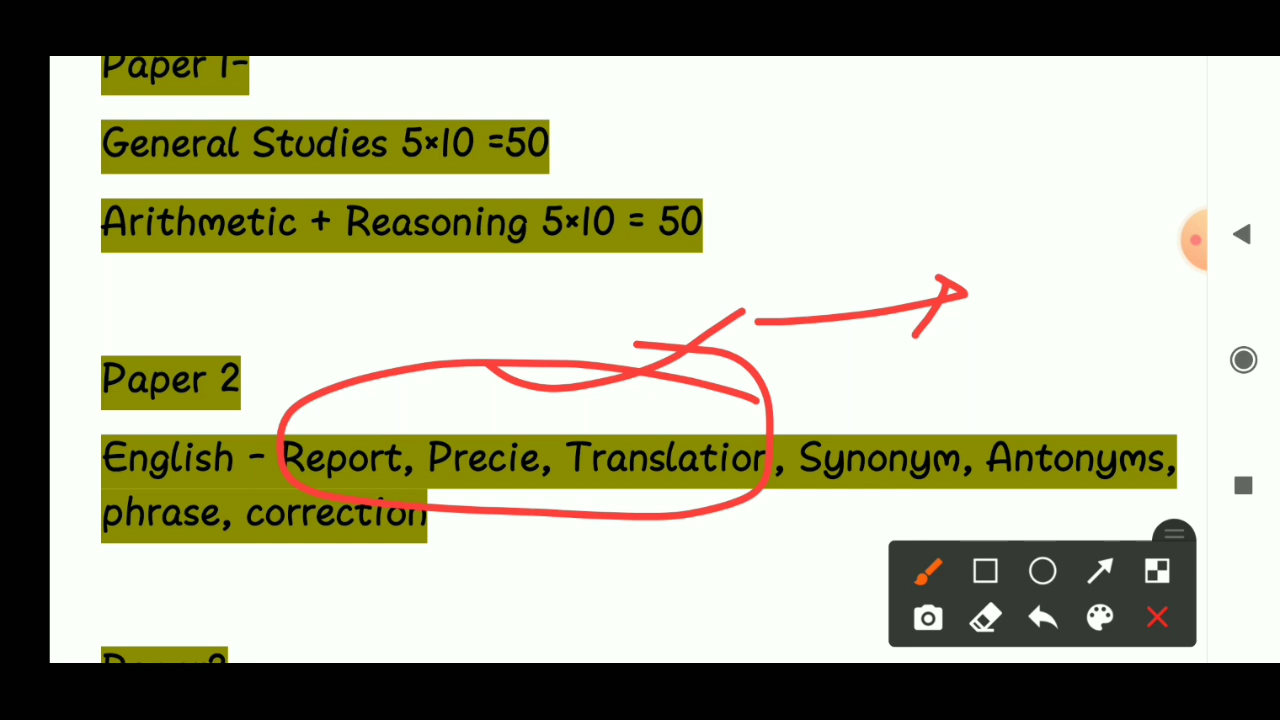 Paper 1-
General Studies 5×10 =50
Arithmetic + Reasoning 5×10 = 50
Paper 2
English - Report, Precie, Translation, Synonym, Antonyms,
phrase, correction